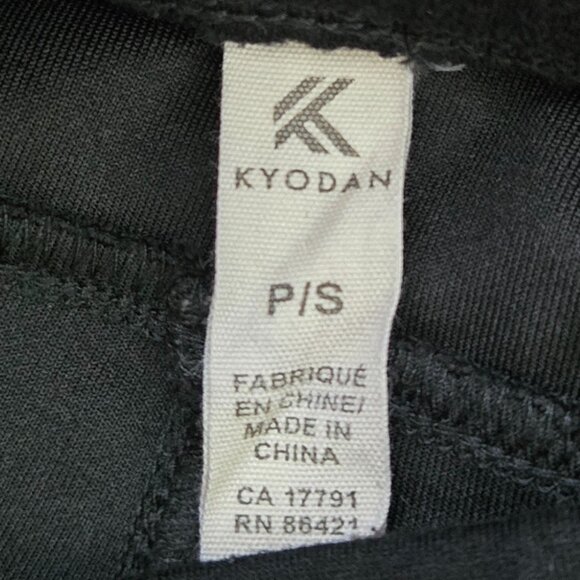 KYODAN
P/S
FABRIQUÉ
EN CHINE/
MADE IN
CHINA
CA 17791
RN 86421